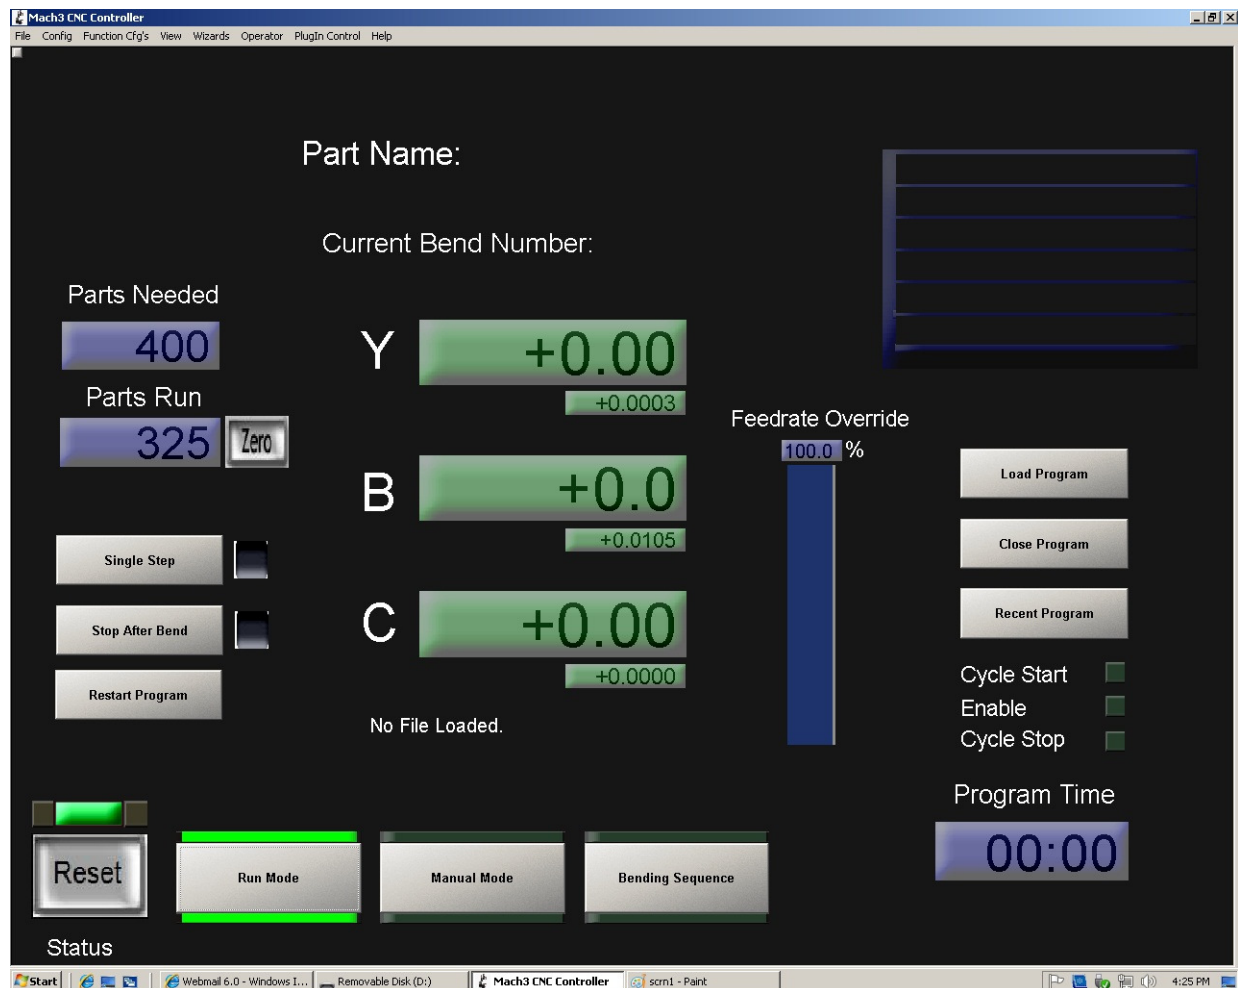 Mach3 CNC Controller
File Config Function Cfg's View Wizards Operator PlugIn Control Help
Part Name:
Current Bend Number:
Parts Needed
400
Parts Run
325 Zero
Y +0.00
+0.0003
B +0.0
+0.0105
C +0.00
+0.0000
No File Loaded.
Feedrate Override
100.0 %
Single Step
Stop After Bend
Restart Program
Load Program
Close Program
Recent Program
Cycle Start
Enable
Cycle Stop
Program Time
00:00
Reset
Run Mode
Manual Mode
Bending Sequence
Status
Start Webmail 6.0 - Windows I... Removable Disk (D:) Mach3 CNC Controller scrn1 - Paint 4:25 PM